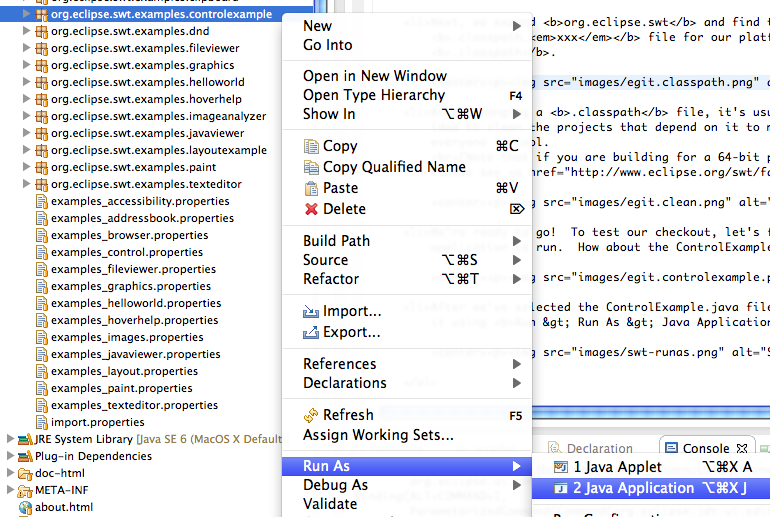 org.eclipse.swt.examples.controlexample
org.eclipse.swt.examples.dnd
org.eclipse.swt.examples.fileviewer
org.eclipse.swt.examples.graphics
org.eclipse.swt.examples.helloworld
org.eclipse.swt.examples.hoverhelp
org.eclipse.swt.examples.imageanalyzer
org.eclipse.swt.examples.javaviewer
org.eclipse.swt.examples.layoutexample
org.eclipse.swt.examples.paint
org.eclipse.swt.examples.texteditor
examples_accessibility.properties
examples_addressbook.properties
examples_browser.properties
examples_control.properties
examples_fileviewer.properties
examples_graphics.properties
examples_helloworld.properties
examples_hoverhelp.properties
examples_images.properties
examples_javaviewer.properties
examples_layout.properties
examples_paint.properties
examples_texteditor.properties
import.properties
JRE System Library [Java SE 6 (MacOS X Default
Plug-in Dependencies
doc-html
META-INF
about.html
New
Go Into
Open in New Window
Open Type Hierarchy F4
Show In ⌥⌘W
Copy ⌘C
Copy Qualified Name
Paste ⌘V
Delete ⌦
Build Path
Source ⌥⌘S
Refactor ⌥⌘T
Import...
Export...
References
Declarations
Refresh F5
Assign Working Sets...
Run As
Debug As
Validate
d <b>org.eclipse.swt</b> and find t
xxx</em></b> file for our platf
</b>.
g src="images/egit.classpath.png" a
a <b>.classpath</b> file, it's usu
the projects that depend on it to r
ol.
if you are building for a 64-bit p
href="http://www.eclipse.org/swt/fo
g src="images/egit.clean.png" alt="
go! To test our checkout, let's f
run. How about the ControlExample
g src="images/egit.controlexample.p
elected the ControlExample.java file
&gt; Run As &gt; Java Application
g src="images/swt-runas.png" alt="S
Declaration
Console
1 Java Applet ⌥⌘X A
2 Java Application ⌥⌘X J